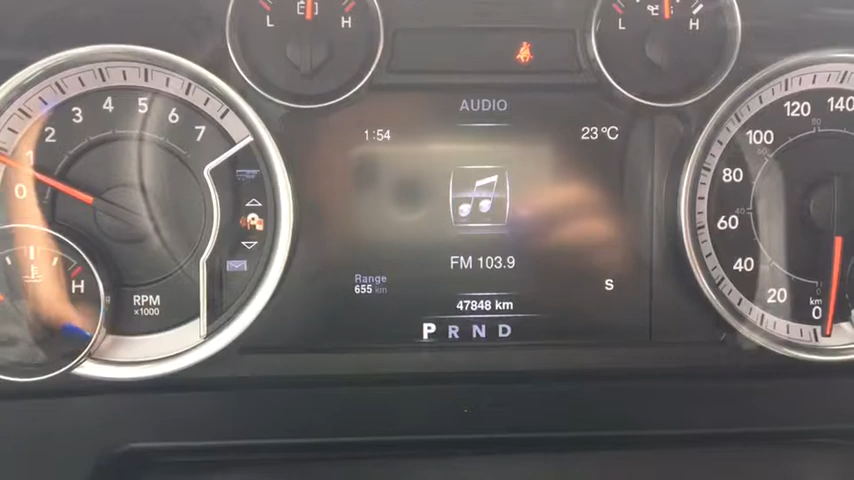 L H
L H
AUDIO
1:54
23°C
FM 103.9
Range
655 km
S
47848 km
P R N D
0 1 2 3 4 5 6 7
RPM
×1000
E H
0 20 40 60 80 100 120 140
km/h